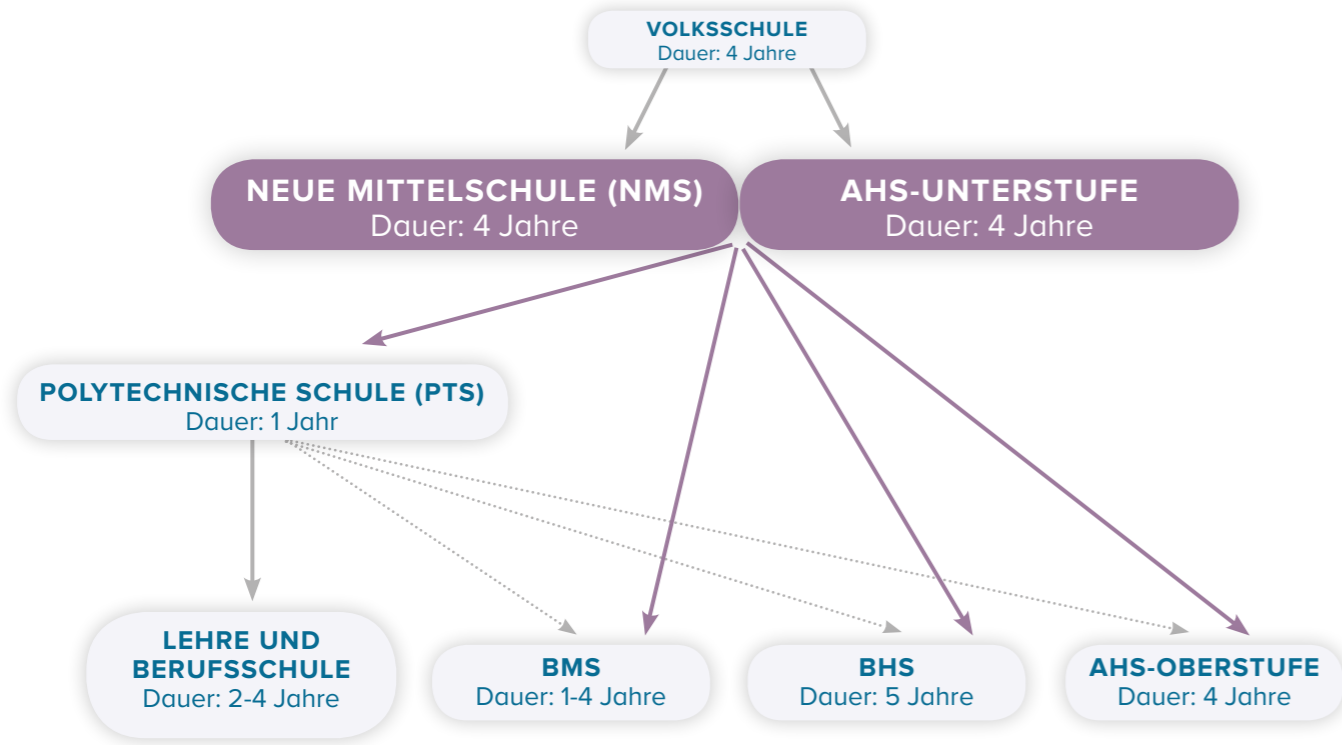 VOLKSSCHULE
Dauer: 4 Jahre
NEUE MITTELSCHULE (NMS)
Dauer: 4 Jahre
AHS-UNTERSTUFE
Dauer: 4 Jahre
POLYTECHNISCHE SCHULE (PTS)
Dauer: 1 Jahr
LEHRE UND
BERUFSSCHULE
Dauer: 2-4 Jahre
BMS
Dauer: 1-4 Jahre
BHS
Dauer: 5 Jahre
AHS-OBERSTUFE
Dauer: 4 Jahre